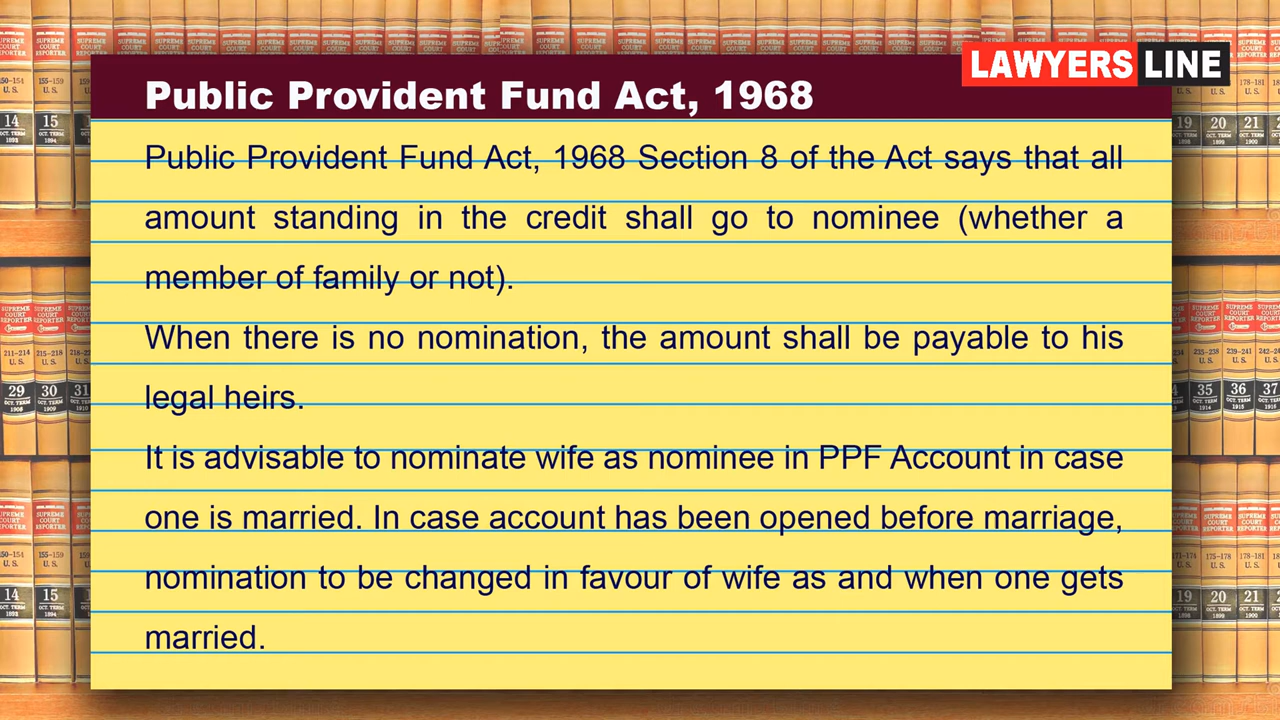 LAWYERS LINE
Public Provident Fund Act, 1968
Public Provident Fund Act, 1968 Section 8 of the Act says that all
amount standing in the credit shall go to nominee (whether a
member of family or not).
When there is no nomination, the amount shall be payable to his
legal heirs.
It is advisable to nominate wife as nominee in PPF Account in case
one is married. In case account has been opened before marriage,
nomination to be changed in favour of wife as and when one gets
married.